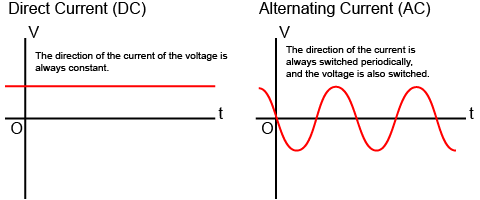 Direct Current (DC)
V
The direction of the current of the voltage is
always constant.
t
O
Alternating Current (AC)
V
The direction of the current is
always switched periodically,
and the voltage is also switched.
t
O